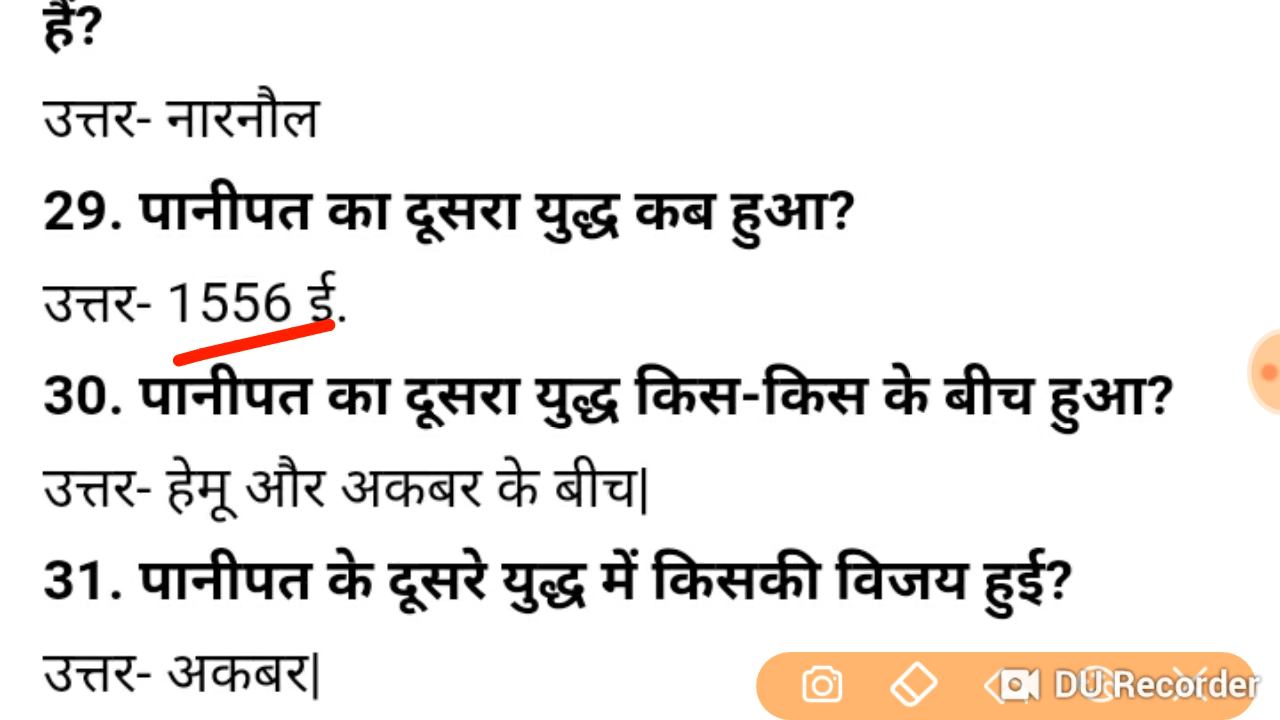 हैं?
उत्तर- नारनौल
29. पानीपत का दूसरा युद्ध कब हुआ?
उत्तर- 1556 ई.
30. पानीपत का दूसरा युद्ध किस-किस के बीच हुआ?
उत्तर- हेमू और अकबर के बीच|
31. पानीपत के दूसरे युद्ध में किसकी विजय हुई?
उत्तर- अकबर|
DU Recorder